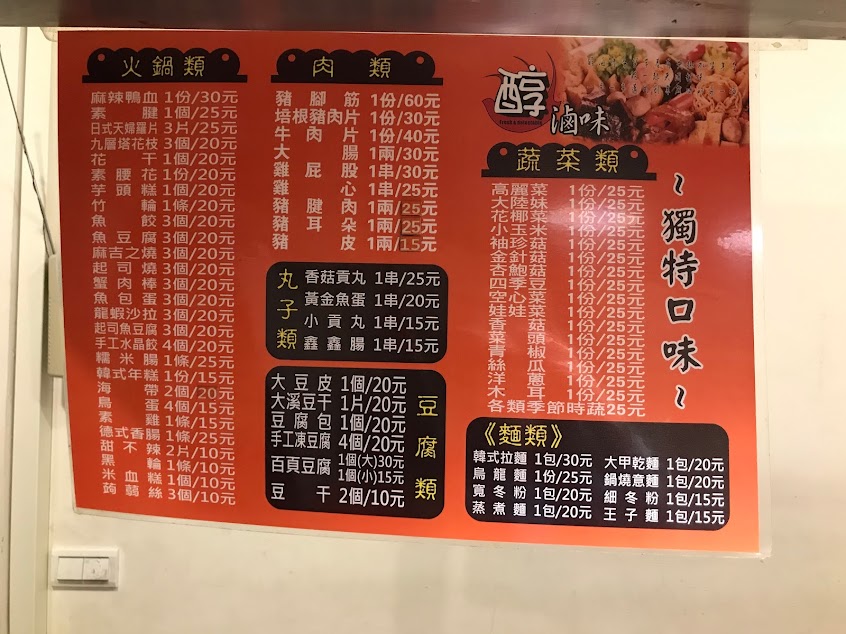 火鍋類
麻辣鴨血 1份/30元
素腱 1個/25元
日式天婦羅片 3片/25元
九層塔花枝 3個/20元
花干 1個/20元
素腰花 1份/20元
芋頭糕 1個/20元
竹輪 1條/20元
魚餃 3個/20元
魚豆腐 3個/20元
麻吉之燒 3個/20元
起司燒 3個/20元
蟹肉棒 3個/20元
魚包蛋 3個/20元
龍蝦沙拉 3個/20元
起司魚豆腐 3個/20元
手工水晶餃 4個/20元
糯米腸 1條/25元
韓式年糕 1份/15元
海帶 2個/20元
鳥蛋 4個/15元
素雞 1條/15元
德式香腸 1條/25元
甜不辣 2片/10元
黑輪 1條/10元
米血糕 1個/10元
蒟蒻絲 3個/10元
肉類
豬腳筋 1份/60元
培根豬肉片 1份/30元
牛肉片 1份/40元
大腸 1兩/30元
雞屁股 1串/30元
雞心 1串/25元
豬腱肉 1兩/25元
豬耳朵 1兩/25元
豬皮 1兩/15元
丸子類
香菇貢丸 1串/25元
黃金魚蛋 1串/20元
小貢丸 1串/15元
鑫鑫腸 1串/15元
豆腐類
大豆皮 1個/20元
大溪豆干 1片/20元
豆腐包 1個/20元
手工凍豆腐 4個/20元
百頁豆腐 1個(大)30元
1個(小)15元
豆干 2個/10元
醇滷味
蔬菜類
高麗菜 1份/25元
大陸妹 1份/25元
花椰菜 1份/25元
小玉米 1份/25元
袖珍菇 1份/25元
金針菇 1份/25元
杏鮑菇 1份/25元
四季豆 1份/25元
空心菜 1份/25元
娃娃菜 1份/25元
香菇 1份/25元
菜頭 1份/25元
青椒 1份/25元
絲瓜 1份/25元
洋蔥 1份/25元
木耳 1份/25元
各類季節時蔬25元
~獨特口味~
《麵類》
韓式拉麵 1包/30元 大甲乾麵 1包/20元
烏龍麵 1份/25元 鍋燒意麵 1包/20元
寬冬粉 1包/20元 細冬粉 1包/15元
蒸煮麵 1包/20元 王子麵 1包/15元